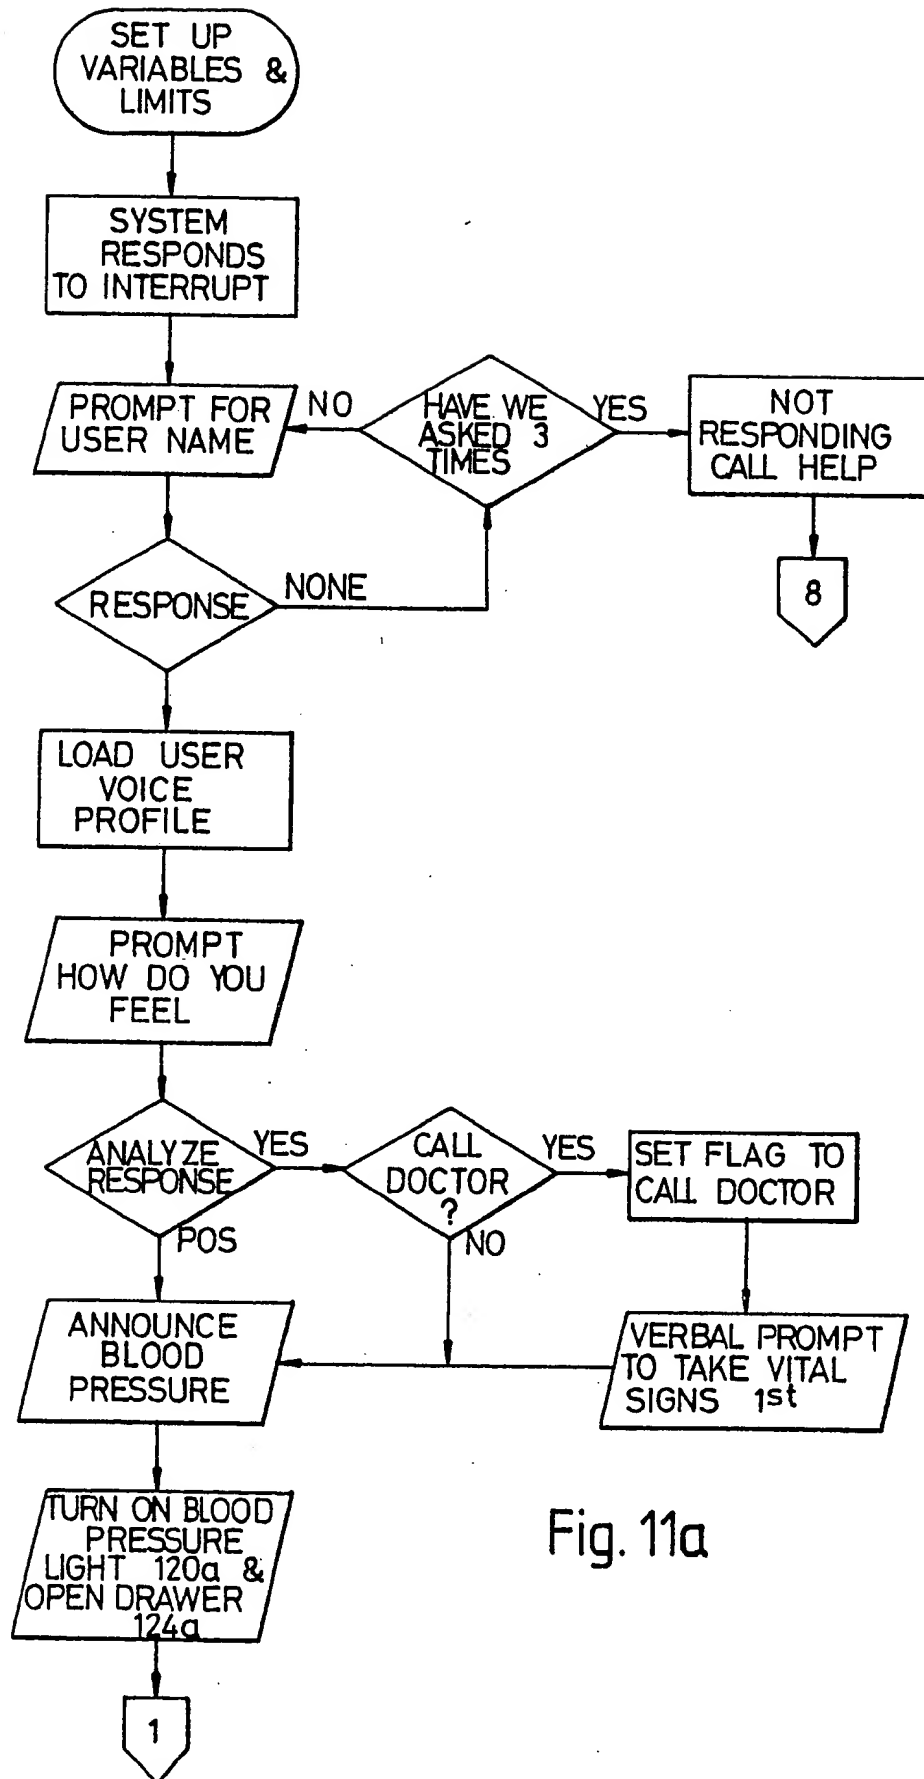 SET UP
VARIABLES &
LIMITS
SYSTEM
RESPONDS
TO INTERRUPT
PROMPT FOR
USER NAME
NO
HAVE WE
ASKED 3
TIMES
YES
NOT
RESPONDING
CALL HELP
8
RESPONSE
NONE
LOAD USER
VOICE
PROFILE
PROMPT
HOW DO YOU
FEEL
ANALYZE
RESPONSE
YES
POS
CALL
DOCTOR
?
YES
NO
SET FLAG TO
CALL DOCTOR
VERBAL PROMPT
TO TAKE VITAL
SIGNS 1st
ANNOUNCE
BLOOD
PRESSURE
TURN ON BLOOD
PRESSURE
LIGHT 120a &
OPEN DRAWER
124a
1
Fig. 11a